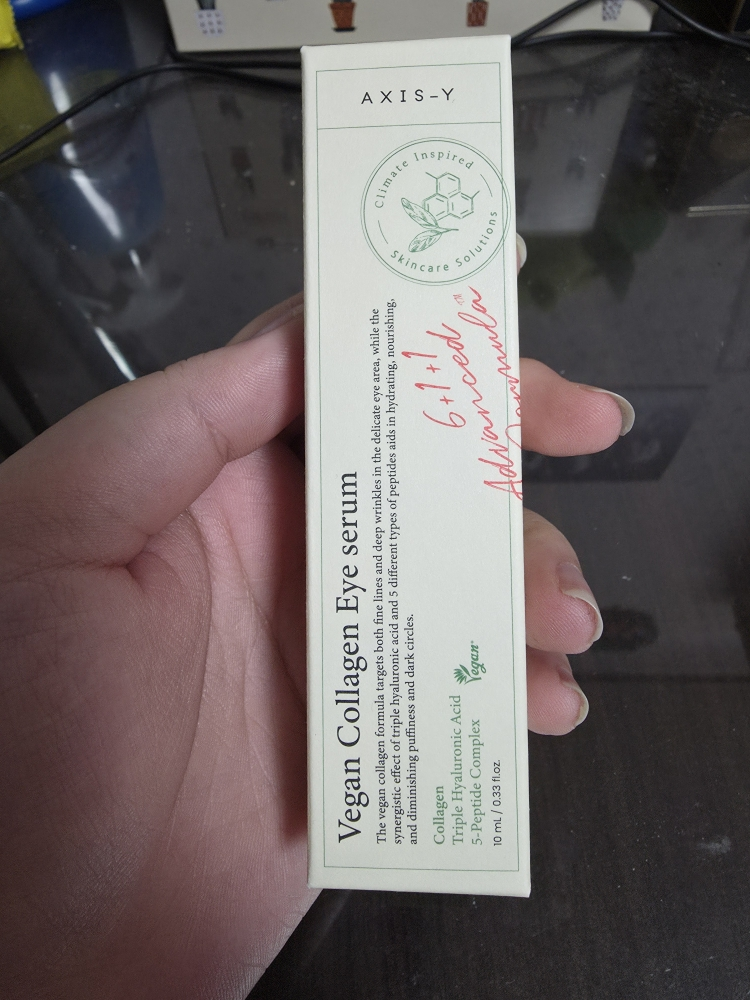 AXIS-Y
Climate Inspired
Skincare Solutions
6+1+1
Advanced™
Formula
Vegan Collagen Eye serum
The vegan collagen formula targets both fine lines and deep wrinkles in the delicate eye area, while the
synergistic effect of triple hyaluronic acid and 5 different types of peptides aids in hydrating, nourishing,
and diminishing puffiness and dark circles.
Collagen
Triple Hyaluronic Acid
5-Peptide Complex
Vegan
10 mL / 0.33 fl.oz.